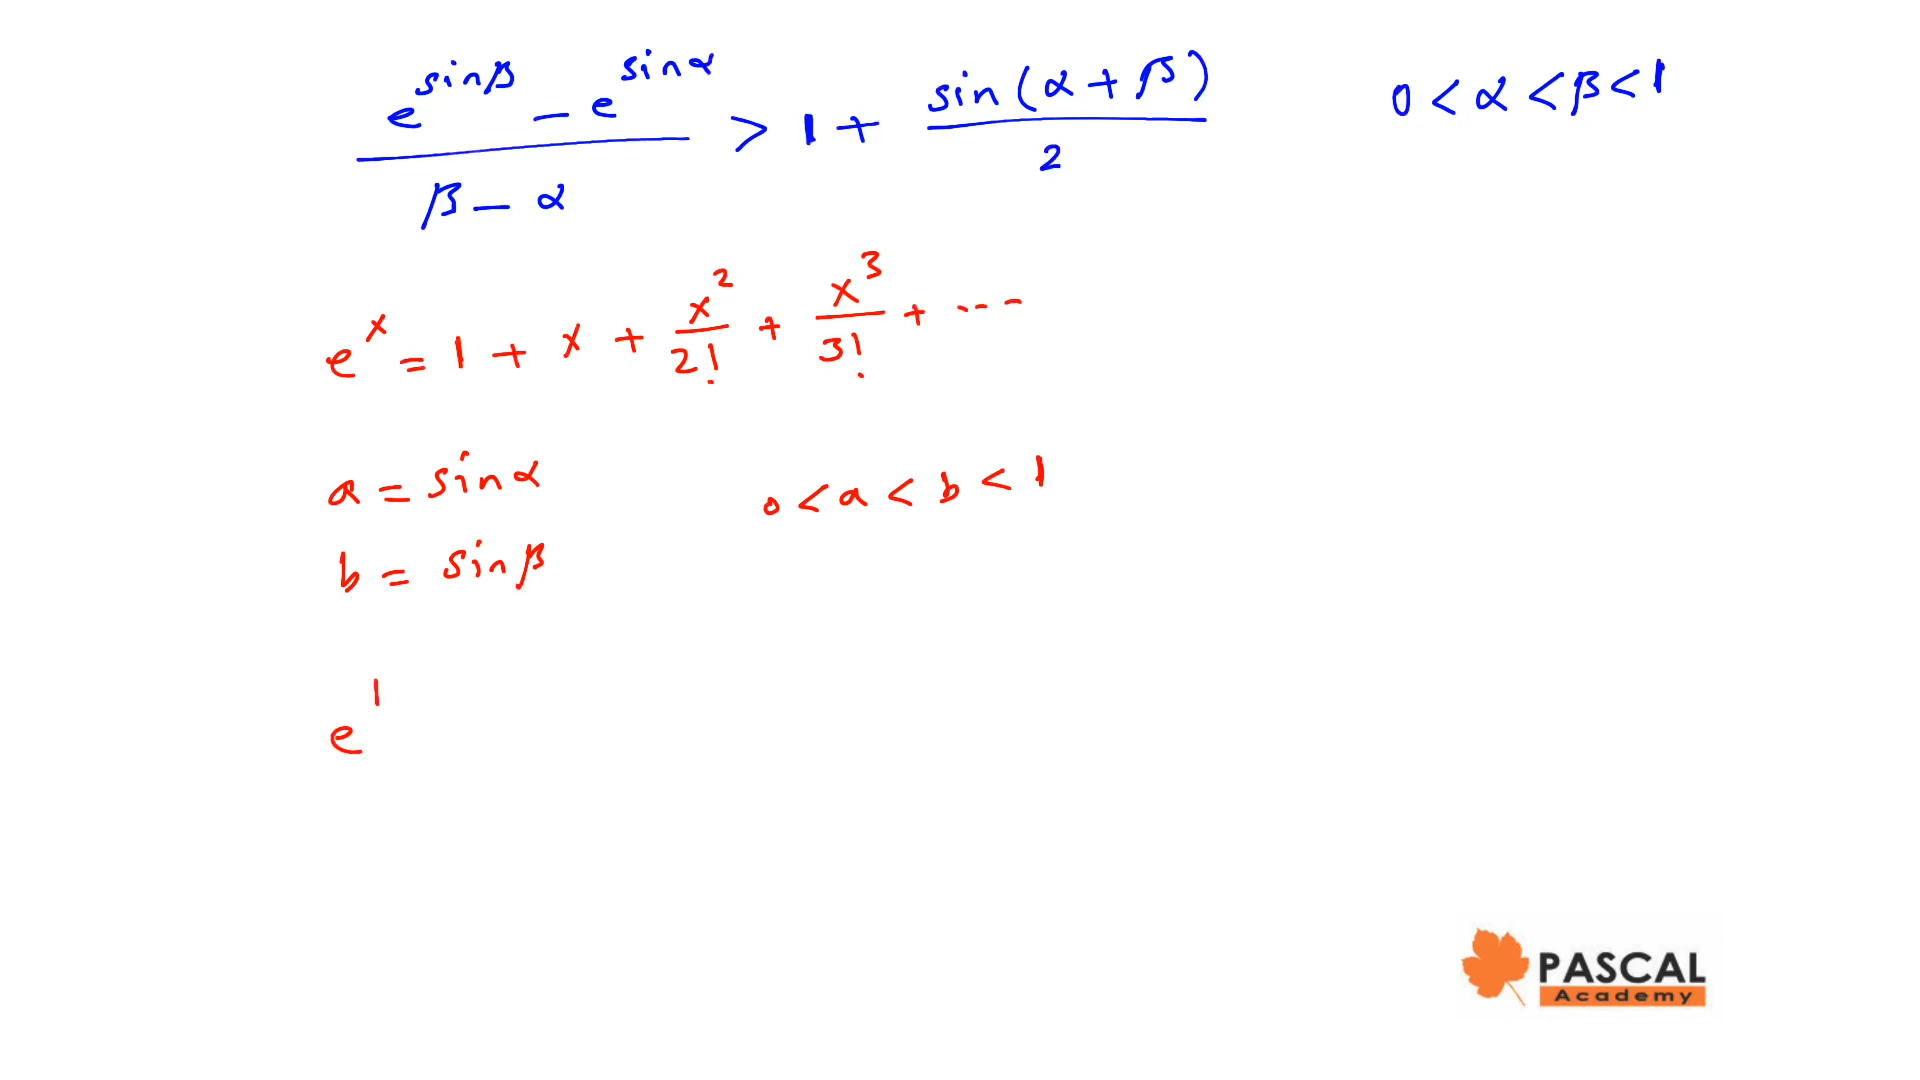 (e^sinβ − e^sinα)/(β − α) > 1 + sin(α + β)/2 0 < α < β < 1
e^x = 1 + x + x^2/2! + x^3/3! + ...
a = sinα 0 < a < b < 1
b = sinβ
e^1
PASCAL
Academy